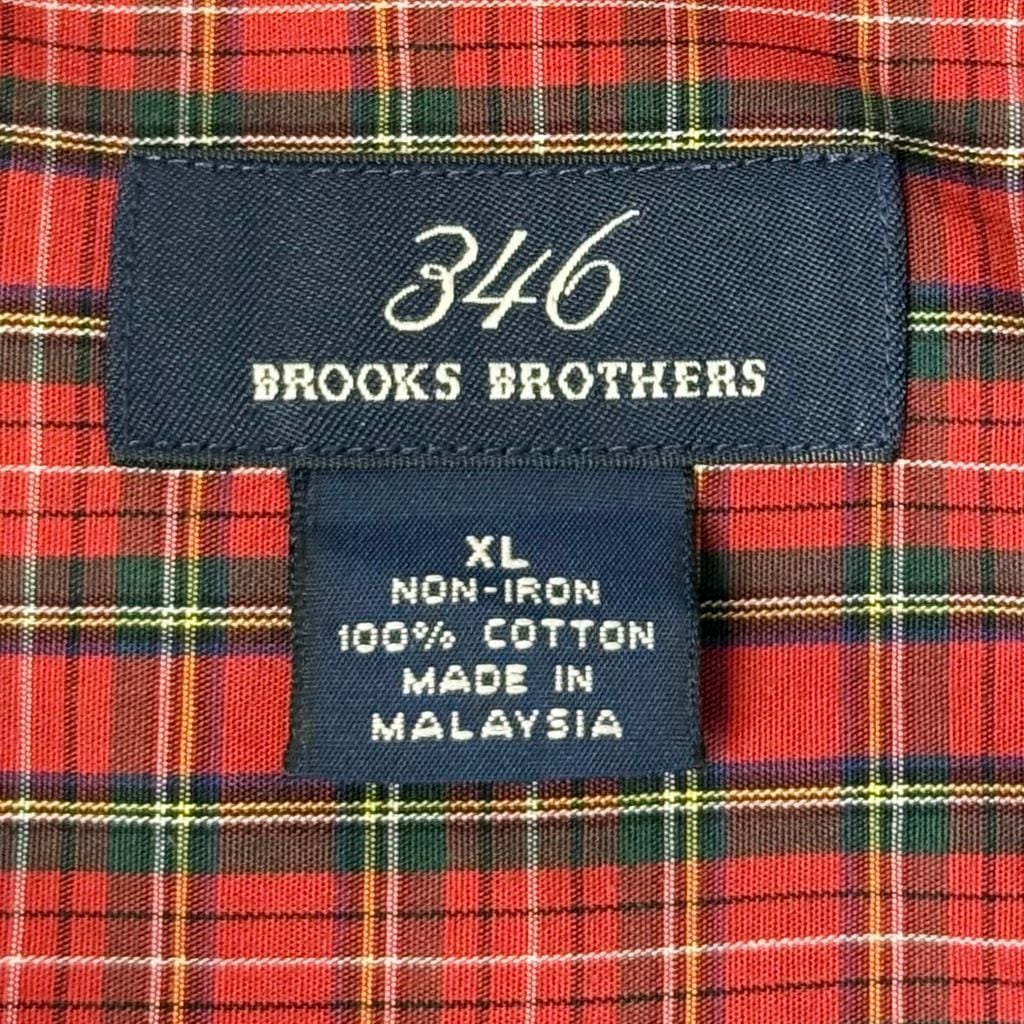 346
BROOKS BROTHERS
XL
NON-IRON
100% COTTON
MADE IN
MALAYSIA